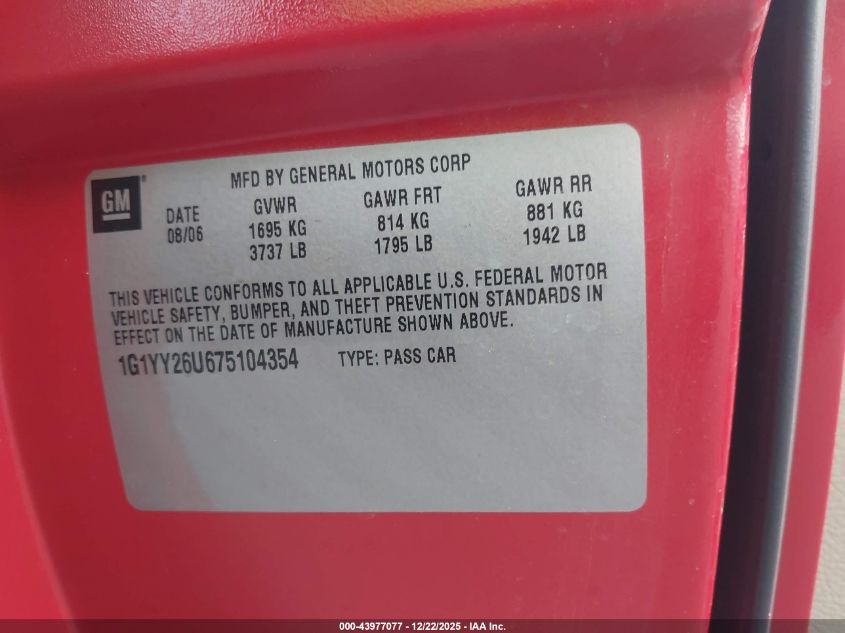 MFD BY GENERAL MOTORS CORP
GM®
DATE GVWR GAWR FRT GAWR RR
08/06 1695 KG 814 KG 881 KG
3737 LB 1795 LB 1942 LB
THIS VEHICLE CONFORMS TO ALL APPLICABLE U.S. FEDERAL MOTOR
VEHICLE SAFETY, BUMPER, AND THEFT PREVENTION STANDARDS IN
EFFECT ON THE DATE OF MANUFACTURE SHOWN ABOVE.
1G1YY26U675104354 TYPE: PASS CAR
000-43977077 - 12/22/2025 - IAA Inc.